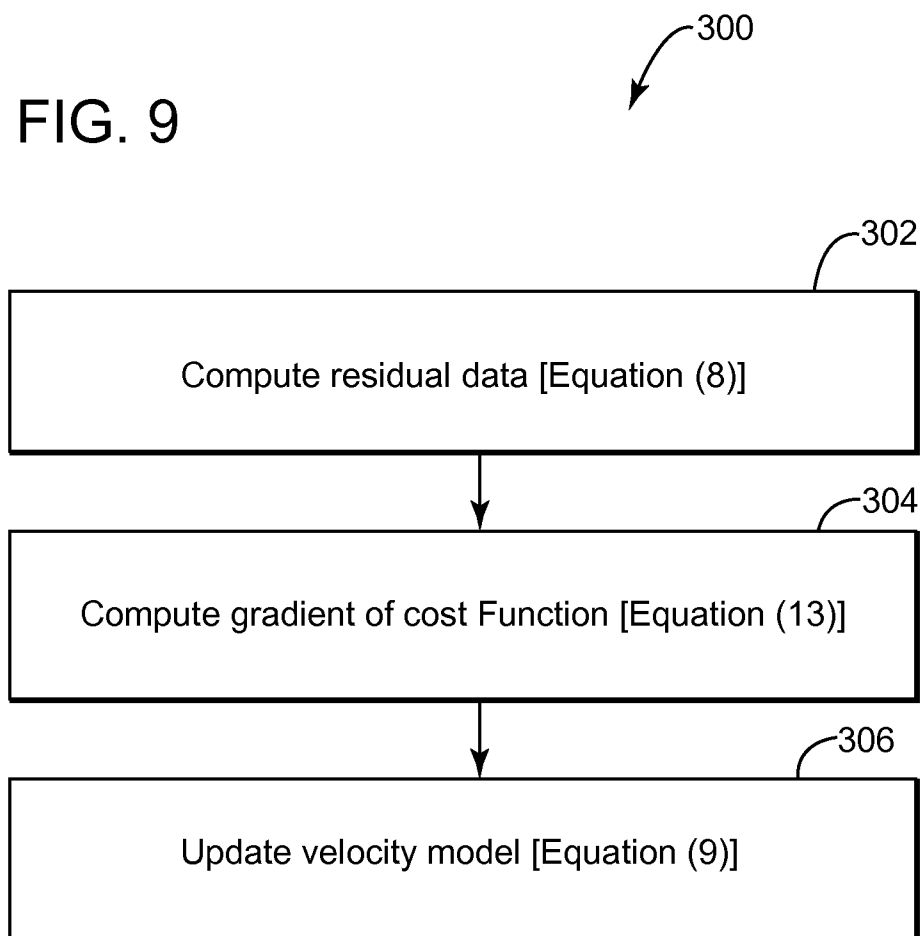 300
FIG. 9
302
Compute residual data [Equation (8)]
304
Compute gradient of cost Function [Equation (13)]
306
Update velocity model [Equation (9)]